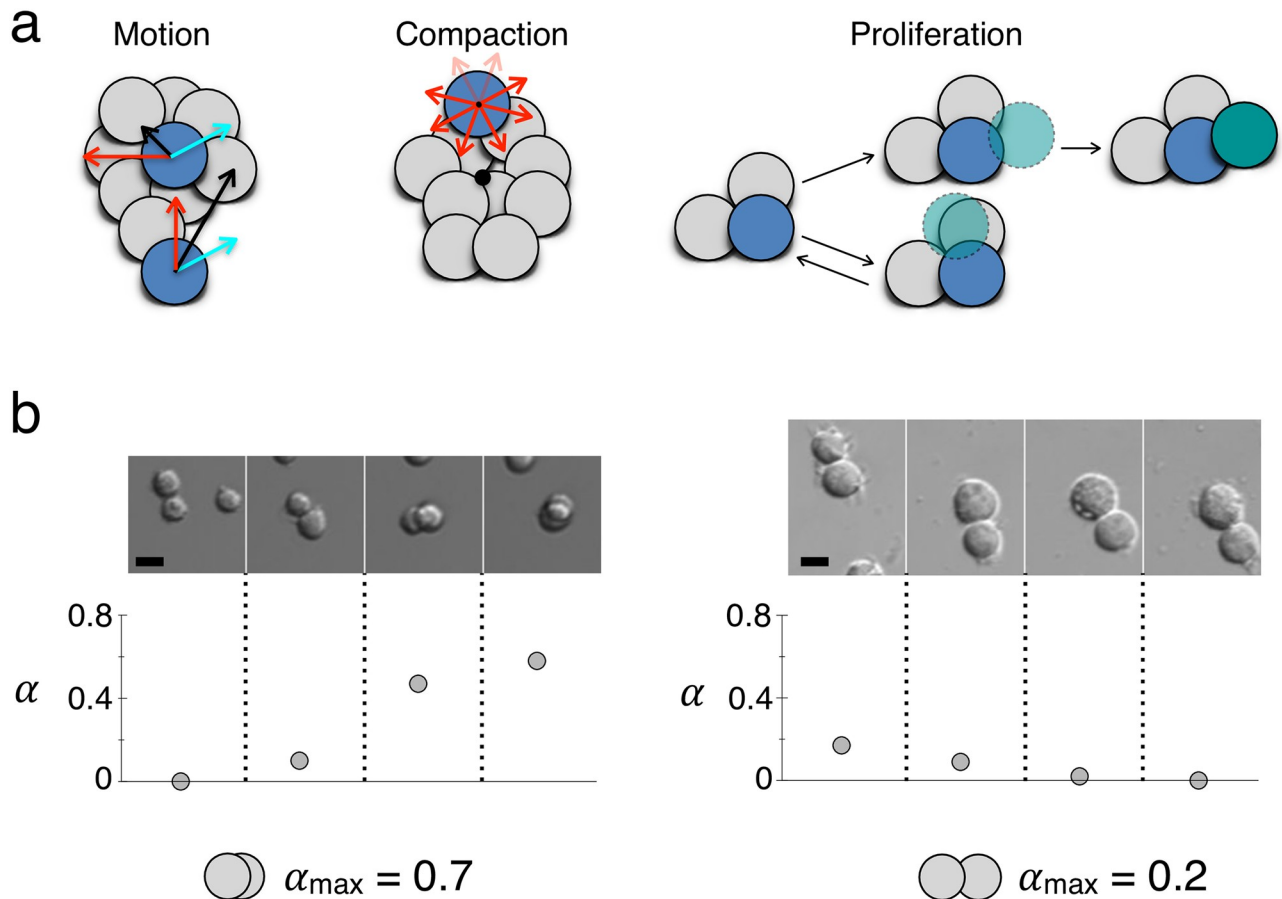 a
Motion
Compaction
Proliferation
b
0.8
0.4
0
α
αmax = 0.7
0.8
0.4
0
α
αmax = 0.2